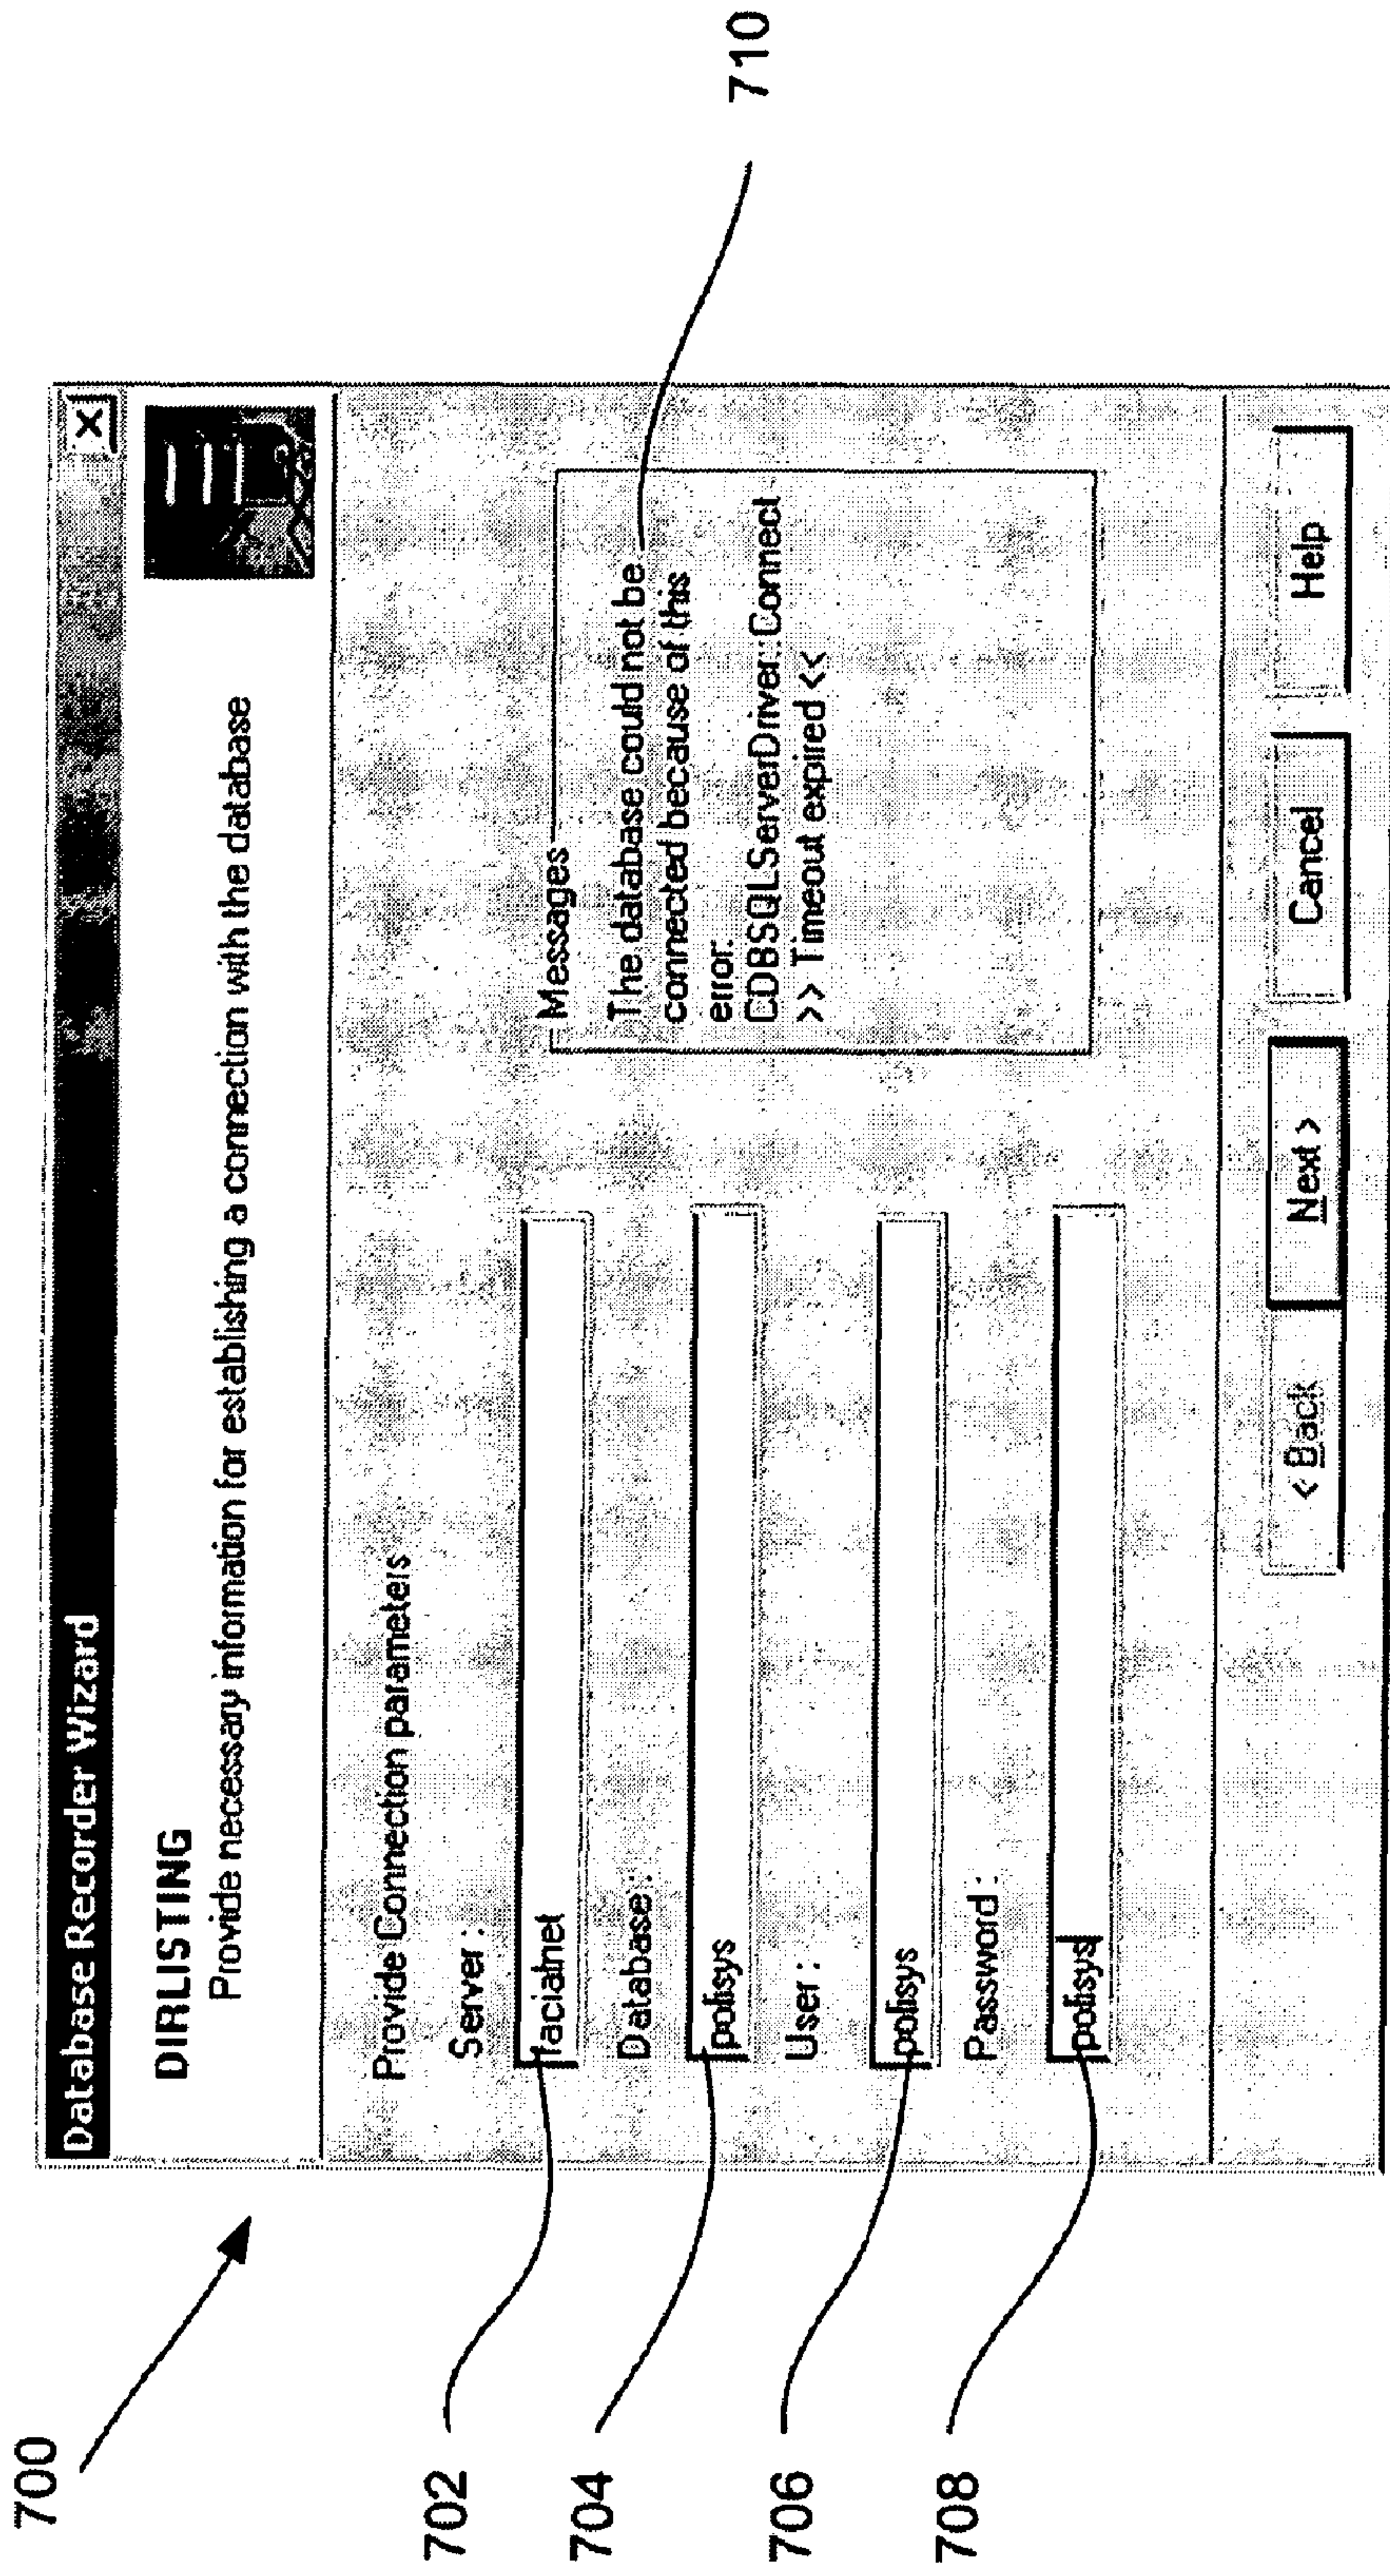 700
Database Recorder Wizard
DIRLISTING
Provide necessary information for establishing a connection with the database
Provide Connection parameters
Server :
702
Database :
704
polisys
User :
706
polisys
Password :
708
polisys
Messages
The database could not be
connected because of this
error.
CDBSQLServerDriver::Connect
>> Timeout expired <<
710
< Back
Next >
Cancel
Help